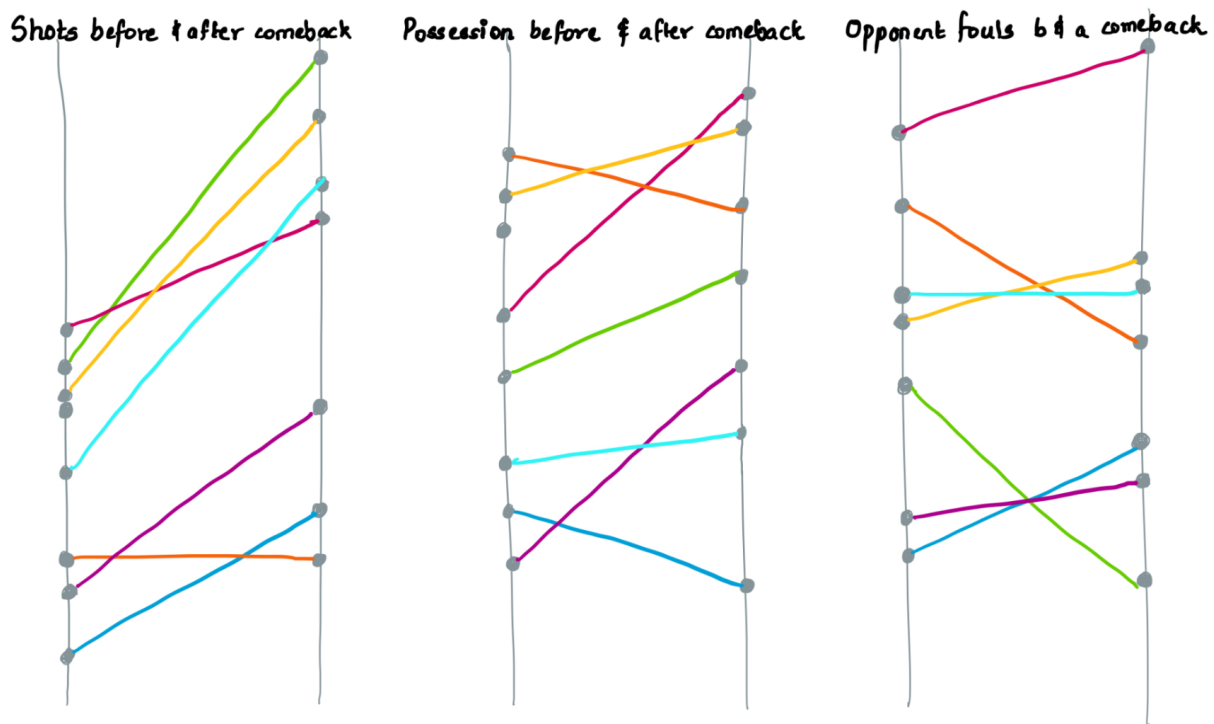 Shots before & after comeback
Possession before & after comeback
Opponent fouls b & a comeback